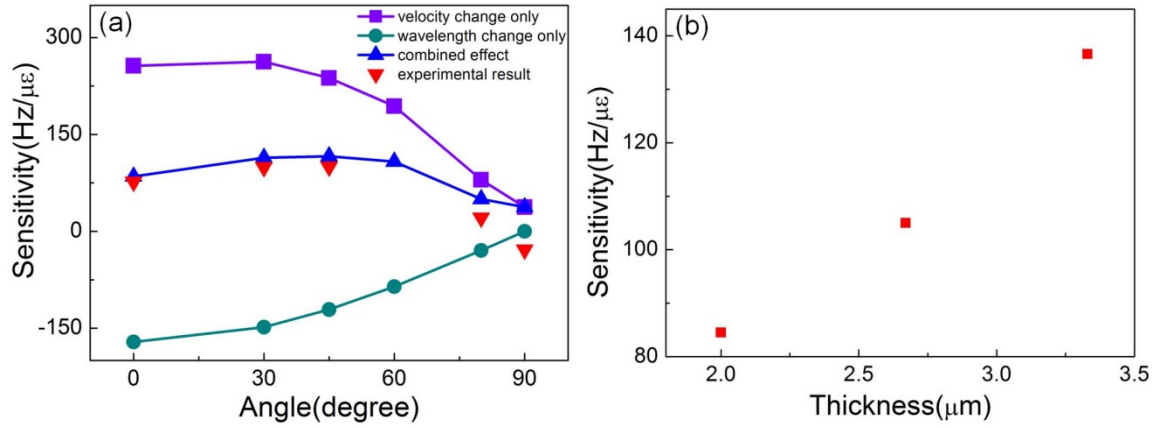 (a)
velocity change only
wavelength change only
combined effect
experimental result
300
150
0
-150
Sensitivity(Hz/με)
0
30
60
90
Angle(degree)
(b)
140
120
100
80
Sensitivity(Hz/με)
2.0
2.5
3.0
3.5
Thickness(μm)